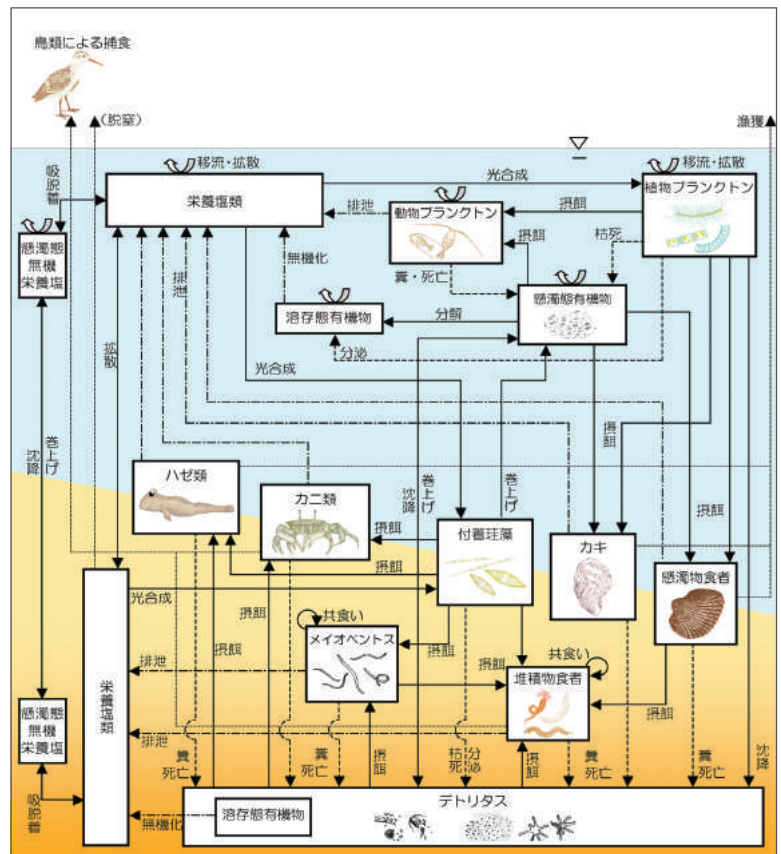 鳥類による捕食
（脱窒）
漁獲
移流・拡散
移流・拡散
光合成
吸脱着
栄養塩類
植物プランクトン
排泄
動物プランクトン
摂餌
摂餌
枯死
懸濁態
無機
栄養塩
無機化
糞・死亡
懸濁態有機物
排泄
溶存態有機物
分解
分泌
拡散
光合成
摂餌
沈降
巻上げ
沈降
巻上げ
巻上げ
摂餌
ハゼ類
カニ類
摂餌
付着珪藻
カキ
懸濁物食者
摂餌
光合成
摂餌
摂餌
共食い
メイオベントス
摂餌
摂餌
共食い
排泄
堆積物食者
摂餌
栄養塩類
懸濁態
無機
栄養塩
排泄
糞
死亡
糞
死亡
摂餌
枯死
分泌
摂餌
糞
死亡
糞
死亡
沈降
吸脱着
デトリタス
無機化
溶存態有機物